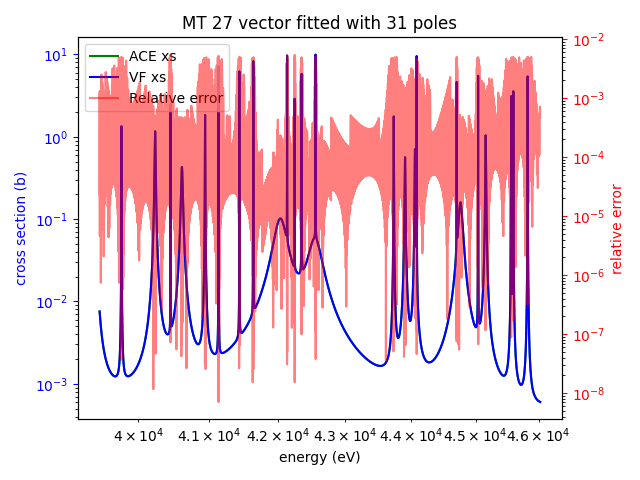 MT 27 vector fitted with 31 poles
ACE xs
VF xs
Relative error
10¹
10⁰
10⁻¹
10⁻²
10⁻³
cross section (b)
10⁻²
10⁻³
10⁻⁴
10⁻⁵
10⁻⁶
10⁻⁷
10⁻⁸
relative error
4 × 10⁴
4.1 × 10⁴
4.2 × 10⁴
4.3 × 10⁴
4.4 × 10⁴
4.5 × 10⁴
4.6 × 10⁴
energy (eV)